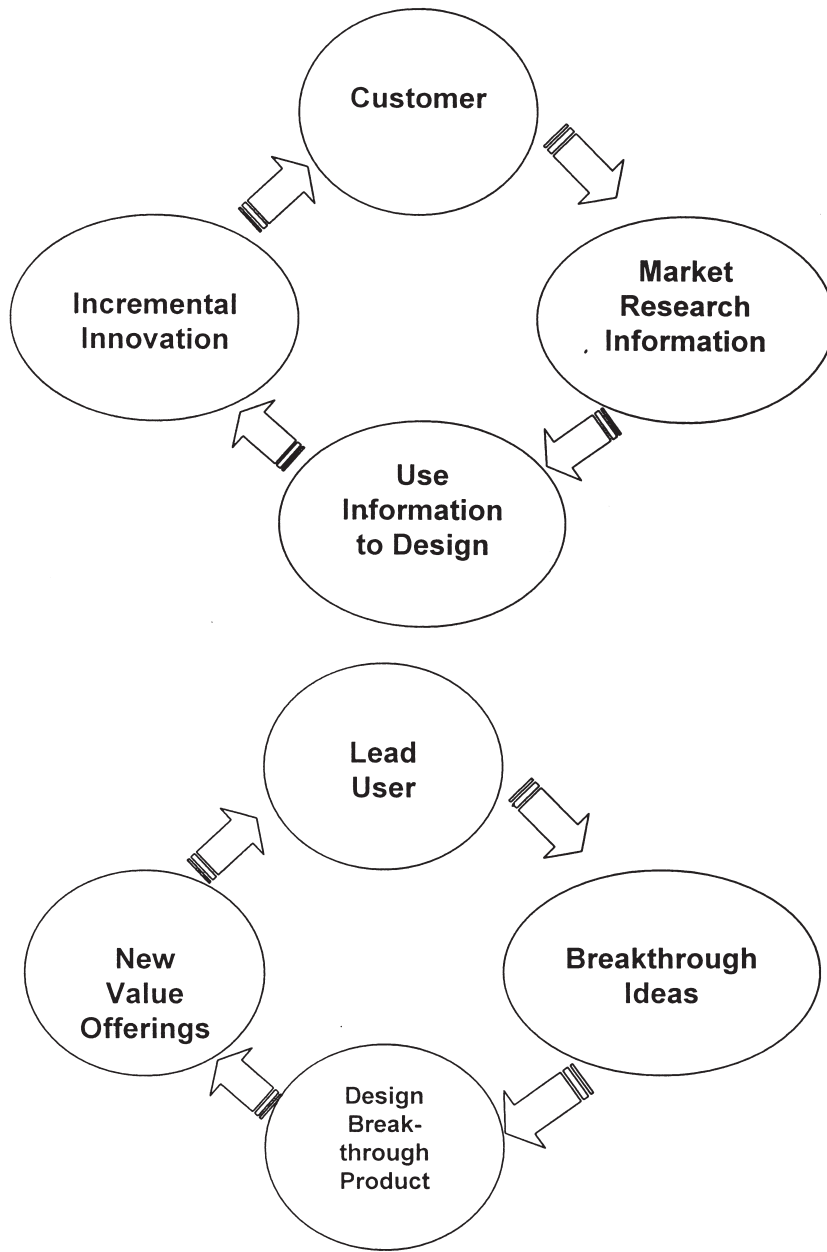 Customer
Market
Research
Information
Use
Information
to Design
Incremental
Innovation
Lead
User
Breakthrough
Ideas
Design
Break-
through
Product
New
Value
Offerings